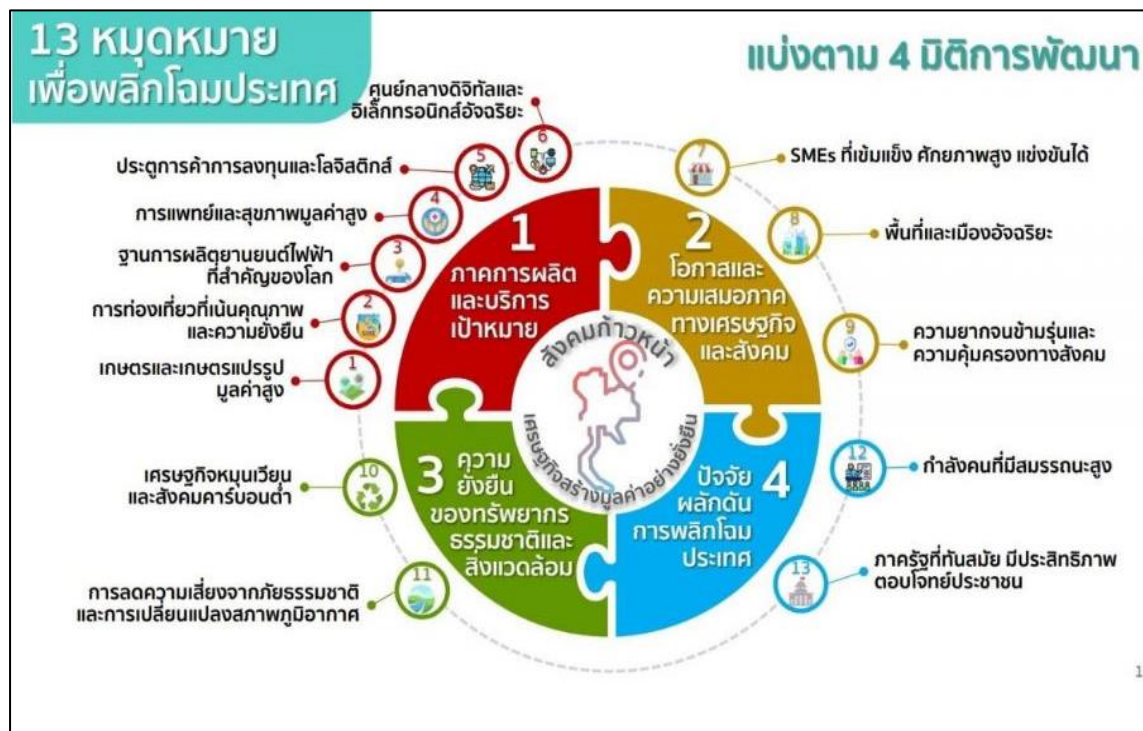 13 หมุดหมาย
เพื่อพลิกโฉมประเทศ
แบ่งตาม 4 มิติการพัฒนา
ศูนย์กลางดิจิทัลและ
อิเล็กทรอนิกส์อัจฉริยะ
6
ประตูการค้าการลงทุนและโลจิสติกส์
5
การแพทย์และสุขภาพมูลค่าสูง
4
ฐานการผลิตยานยนต์ไฟฟ้า
ที่สำคัญของโลก
3
การท่องเที่ยวที่เน้นคุณภาพ
และความยั่งยืน
2
เกษตรและเกษตรแปรรูป
มูลค่าสูง
1
1
ภาคการผลิต
และบริการ
เป้าหมาย
7
SMEs ที่เข้มแข็ง ศักยภาพสูง แข่งขันได้
8
พื้นที่และเมืองอัจฉริยะ
9
ความยากจนข้ามรุ่นและ
ความคุ้มครองทางสังคม
2
โอกาสและ
ความเสมอภาค
ทางเศรษฐกิจ
และสังคม
สังคมก้าวหน้า
เศรษฐกิจสร้างมูลค่าอย่างยั่งยืน
เศรษฐกิจหมุนเวียน
และสังคมคาร์บอนต่ำ
10
การลดความเสี่ยงจากภัยธรรมชาติ
และการเปลี่ยนแปลงสภาพภูมิอากาศ
11
3 ความ
ยั่งยืน
ของทรัพยากร
ธรรมชาติและ
สิ่งแวดล้อม
ปัจจัย 4
ผลักดัน
การพลิกโฉม
ประเทศ
12
กำลังคนที่มีสมรรถนะสูง
13
ภาครัฐที่ทันสมัย มีประสิทธิภาพ
ตอบโจทย์ประชาชน
1